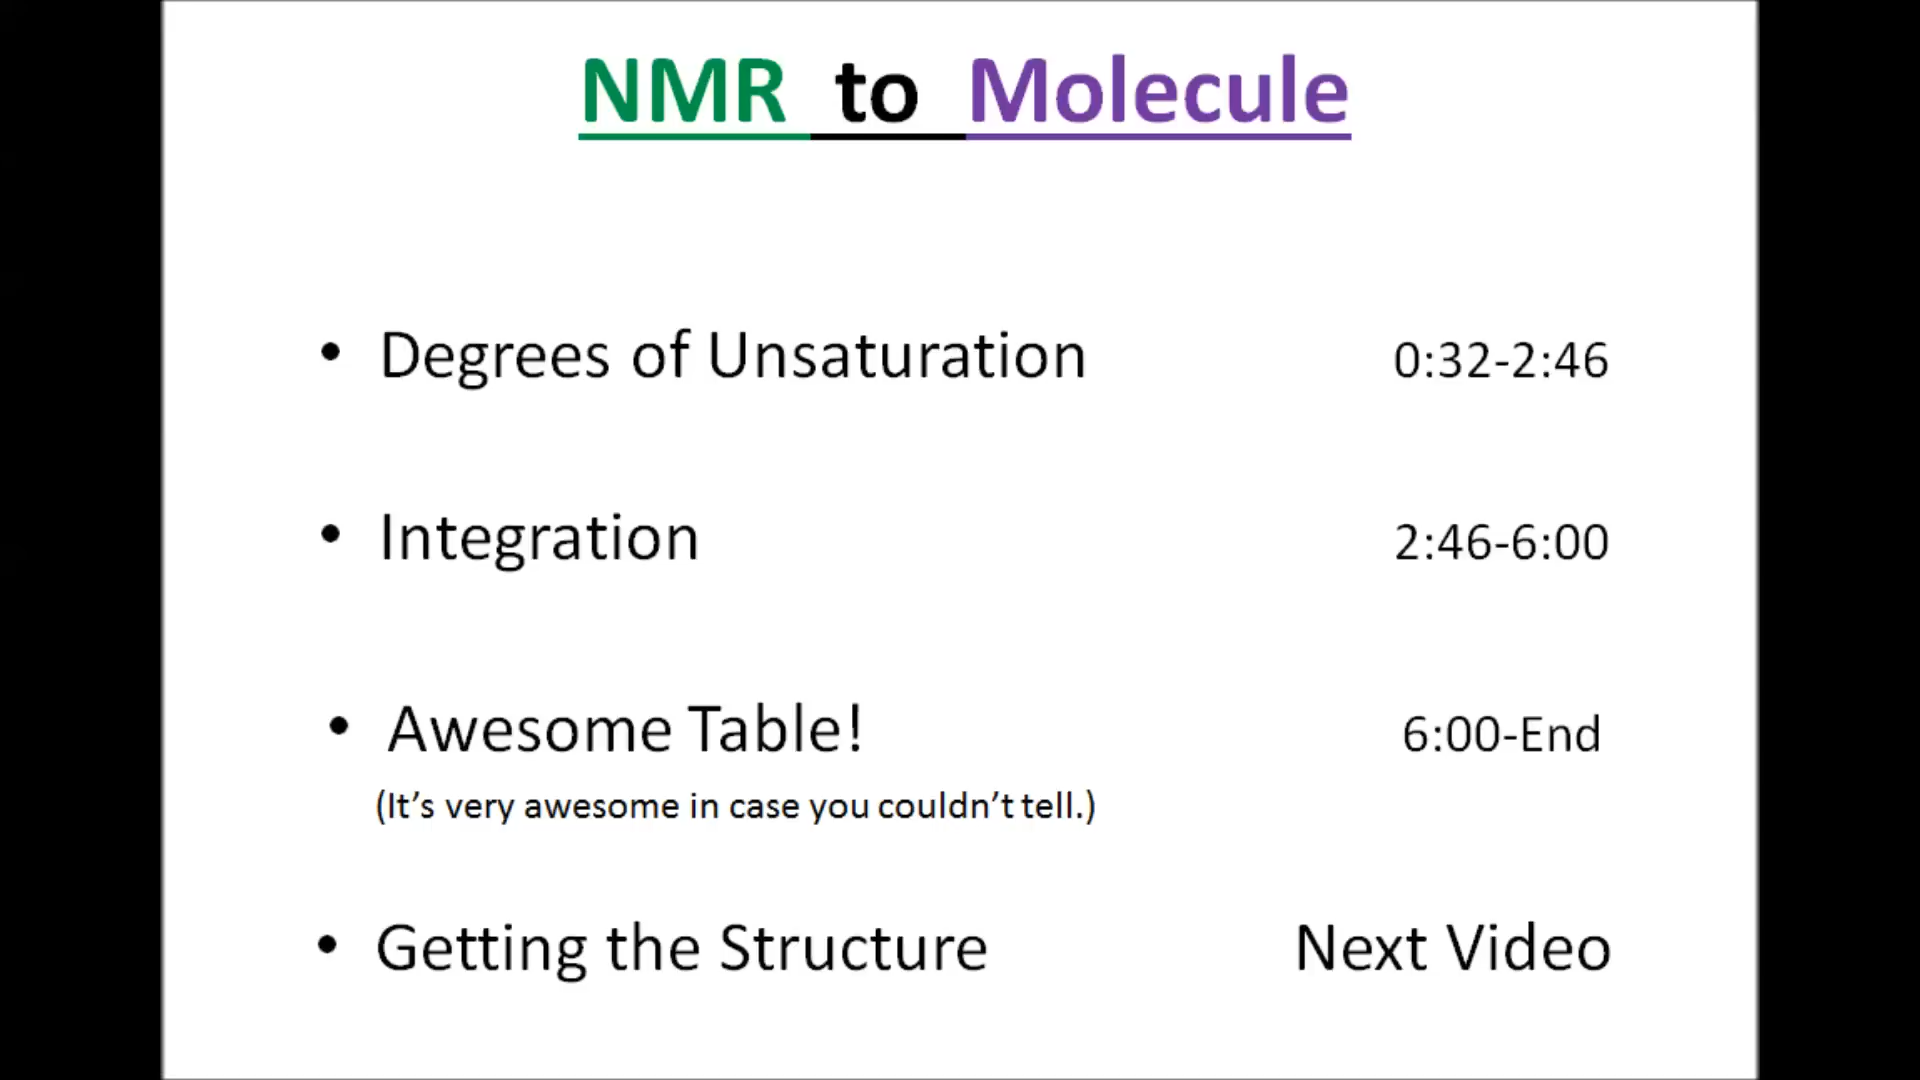 NMR to Molecule
• Degrees of Unsaturation 0:32-2:46
• Integration 2:46-6:00
• Awesome Table! 6:00-End
(It’s very awesome in case you couldn’t tell.)
• Getting the Structure Next Video